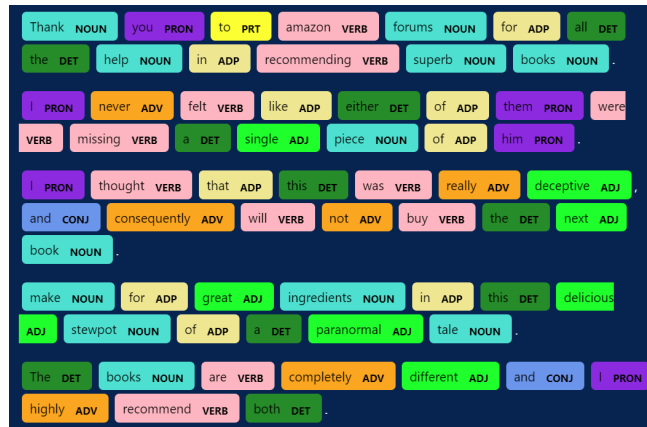 Thank NOUN you PRON to PRT amazon VERB forums NOUN for ADP all DET
the DET help NOUN in ADP recommending VERB superb NOUN books NOUN .
I PRON never ADV felt VERB like ADP either DET of ADP them PRON were
VERB missing VERB a DET single ADJ piece NOUN of ADP him PRON .
I PRON thought VERB that ADP this DET was VERB really ADV deceptive ADJ ,
and CONJ consequently ADV will VERB not ADV buy VERB the DET next ADJ
book NOUN .
make NOUN for ADP great ADJ ingredients NOUN in ADP this DET delicious
ADJ stewpot NOUN of ADP a DET paranormal ADJ tale NOUN .
The DET books NOUN are VERB completely ADV different ADJ and CONJ I PRON
highly ADV recommend VERB both DET .